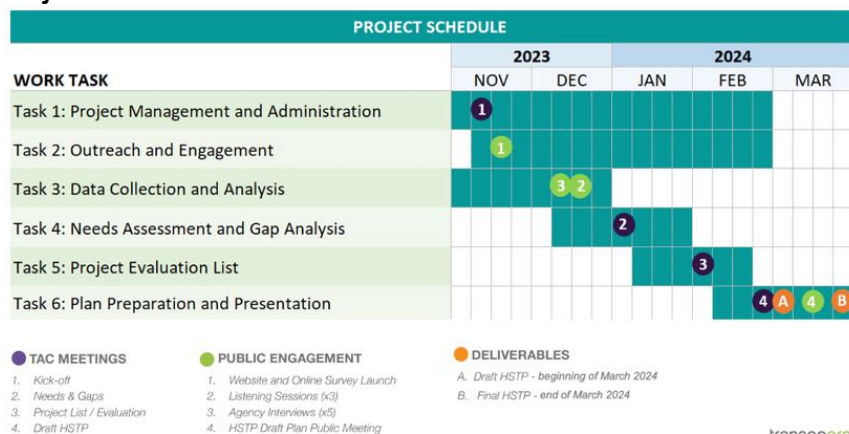 PROJECT SCHEDULE
2023 2024
WORK TASK NOV DEC JAN FEB MAR
Task 1: Project Management and Administration 1
Task 2: Outreach and Engagement 1
Task 3: Data Collection and Analysis 3 2
Task 4: Needs Assessment and Gap Analysis 2
Task 5: Project Evaluation List 3
Task 6: Plan Preparation and Presentation 4 A 4 B
TAC MEETINGS
1. Kick-off
2. Needs & Gaps
3. Project List / Evaluation
4. Draft HSTP
PUBLIC ENGAGEMENT
1. Website and Online Survey Launch
2. Listening Sessions (x3)
3. Agency Interviews (x5)
4. HSTP Draft Plan Public Meeting
DELIVERABLES
A. Draft HSTP - beginning of March 2024
B. Final HSTP - end of March 2024